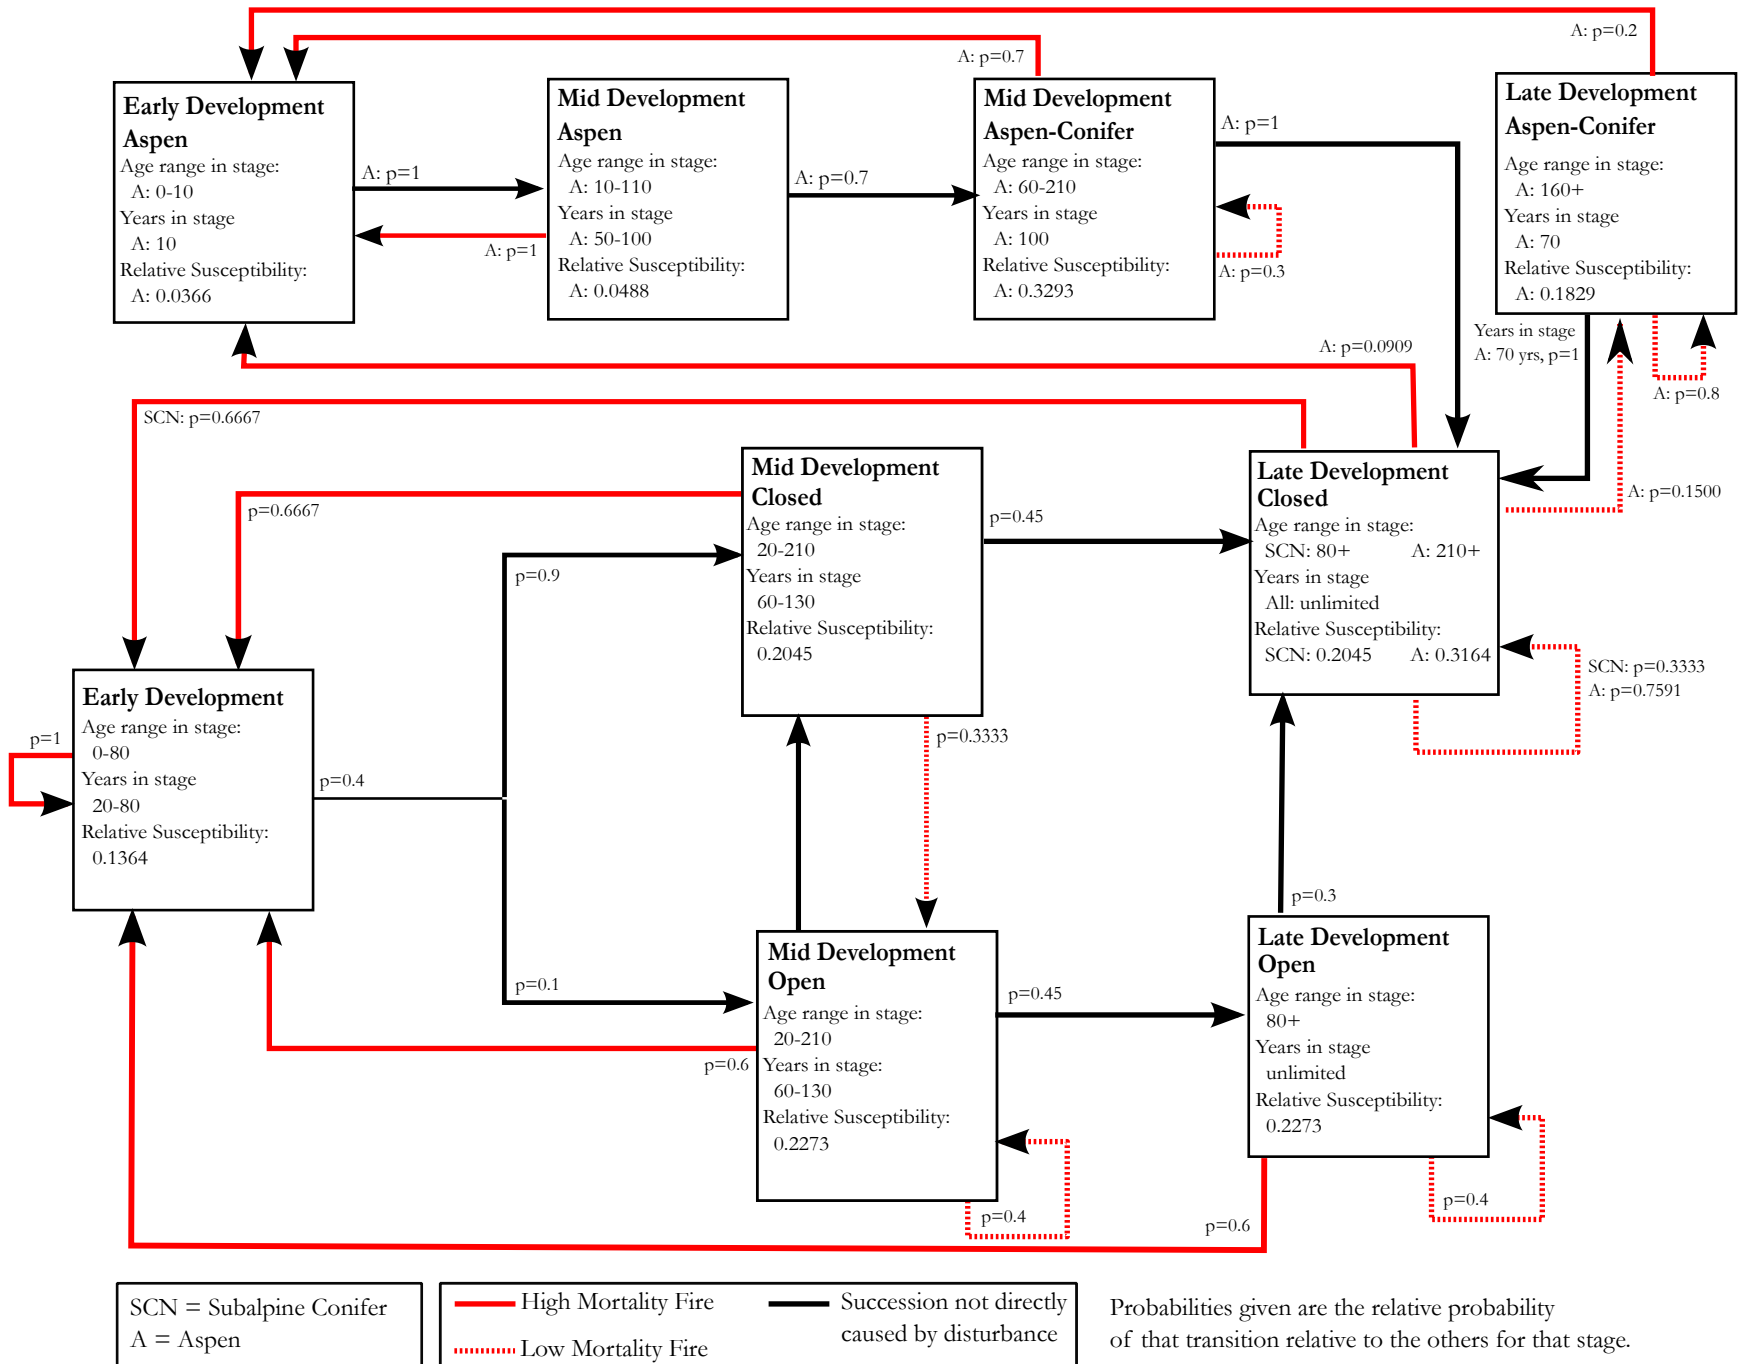 A: p=0.2
A: p=0.7
Early Development
Aspen
Age range in stage:
A: 0-10
Years in stage
A: 10
Relative Susceptibility:
A: 0.0366
A: p=1
A: p=1
Mid Development
Aspen
Age range in stage:
A: 10-110
Years in stage
A: 50-100
Relative Susceptibility:
A: 0.0488
A: p=0.7
Mid Development
Aspen-Conifer
Age range in stage:
A: 60-210
Years in stage
A: 100
Relative Susceptibility:
A: 0.3293
A: p=1
A: p=0.3
Late Development
Aspen-Conifer
Age range in stage:
A: 160+
Years in stage
A: 70
Relative Susceptibility:
A: 0.1829
Years in stage
A: 70 yrs, p=1
A: p=0.8
A: p=0.0909
SCN: p=0.6667
p=0.6667
Mid Development
Closed
Age range in stage:
20-210
Years in stage
60-130
Relative Susceptibility:
0.2045
p=0.45
Late Development
Closed
Age range in stage:
SCN: 80+ A: 210+
Years in stage
All: unlimited
Relative Susceptibility:
SCN: 0.2045 A: 0.3164
A: p=0.1500
SCN: p=0.3333
A: p=0.7591
p=0.9
Early Development
Age range in stage:
0-80
Years in stage
20-80
Relative Susceptibility:
0.1364
p=1
p=0.4
p=0.3333
p=0.1
p=0.6
Mid Development
Open
Age range in stage:
20-210
Years in stage:
60-130
Relative Susceptibility:
0.2273
p=0.45
p=0.4
p=0.3
Late Development
Open
Age range in stage:
80+
Years in stage
unlimited
Relative Susceptibility:
0.2273
p=0.4
p=0.6
SCN = Subalpine Conifer
A = Aspen
High Mortality Fire
Low Mortality Fire
Succession not directly
caused by disturbance
Probabilities given are the relative probability
of that transition relative to the others for that stage.